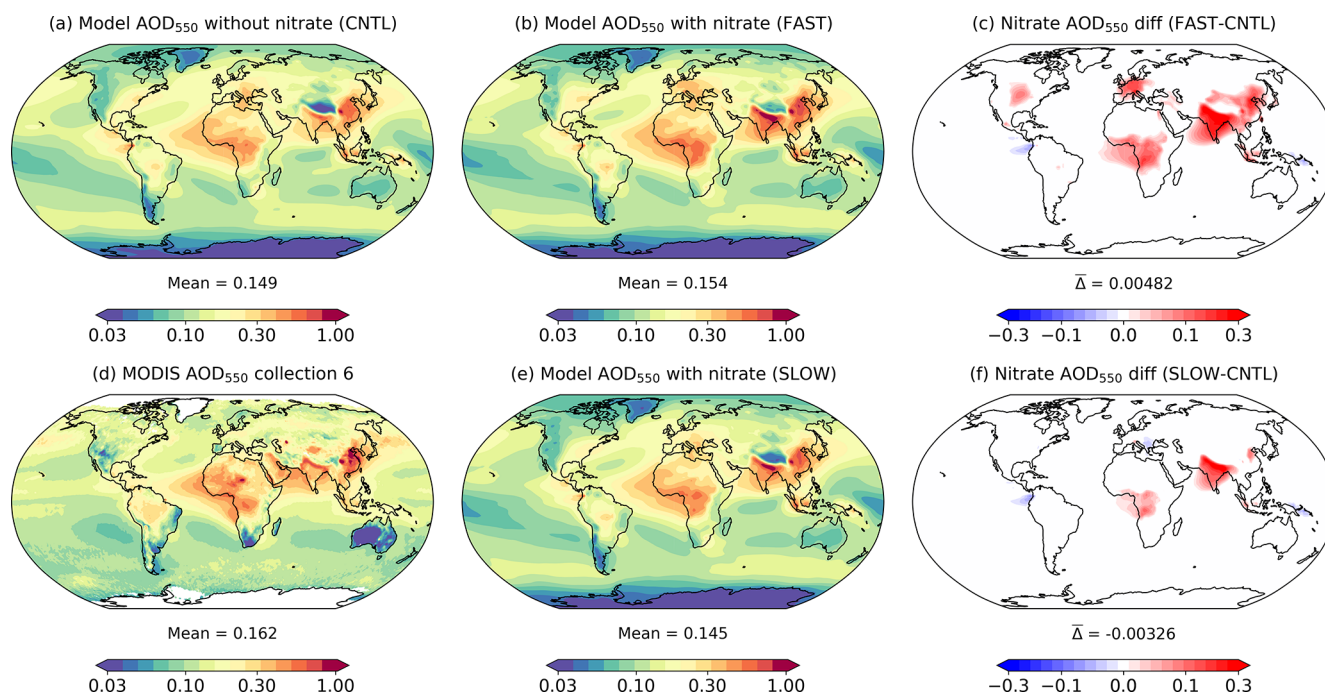 (a) Model AOD₅₅₀ without nitrate (CNTL)
(b) Model AOD₅₅₀ with nitrate (FAST)
(c) Nitrate AOD₅₅₀ diff (FAST-CNTL)
Mean = 0.149
Mean = 0.154
Δ̅ = 0.00482
0.03 0.10 0.30 1.00
0.03 0.10 0.30 1.00
−0.3 −0.1 0.0 0.1 0.3
(d) MODIS AOD₅₅₀ collection 6
(e) Model AOD₅₅₀ with nitrate (SLOW)
(f) Nitrate AOD₅₅₀ diff (SLOW-CNTL)
Mean = 0.162
Mean = 0.145
Δ̅ = -0.00326
0.03 0.10 0.30 1.00
0.03 0.10 0.30 1.00
−0.3 −0.1 0.0 0.1 0.3